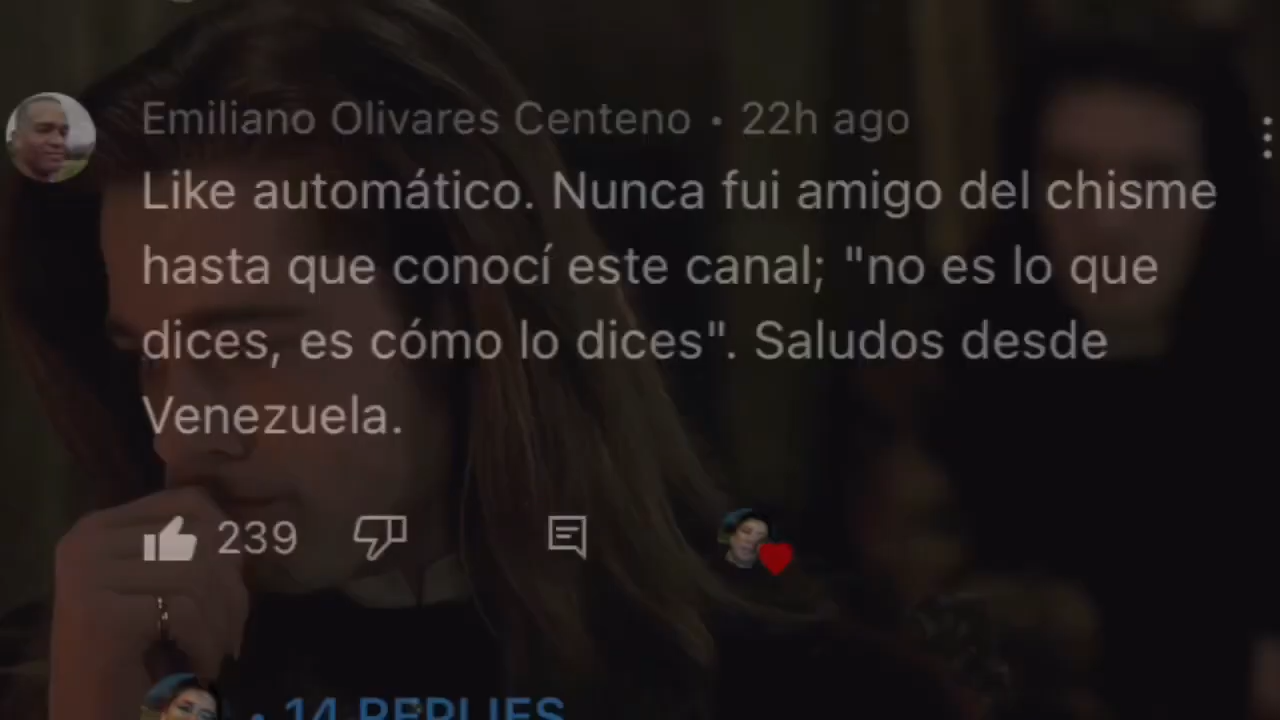 Emiliano Olivares Centeno • 22h ago
Like automático. Nunca fui amigo del chisme
hasta que conocí este canal; "no es lo que
dices, es cómo lo dices". Saludos desde
Venezuela.
239
• 14 REPLIES